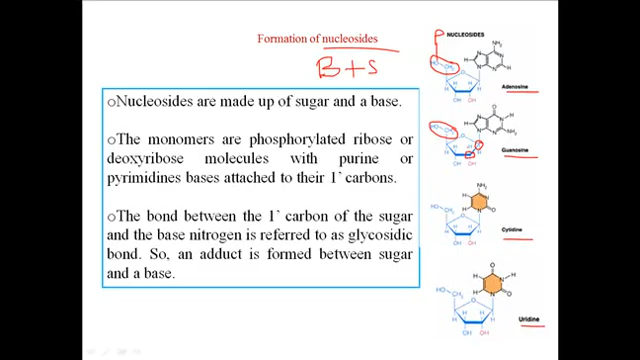 Formation of nucleosides
B+S
P
NUCLEOSIDES
Nucleosides are made up of sugar and a base.
The monomers are phosphorylated ribose or
deoxyribose molecules with purine or
pyrimidines bases attached to their 1` carbons.
The bond between the 1` carbon of the sugar
and the base nitrogen is referred to as glycosidic
bond. So, an adduct is formed between sugar
and a base.
Adenosine
Guanosine
Cytidine
Uridine